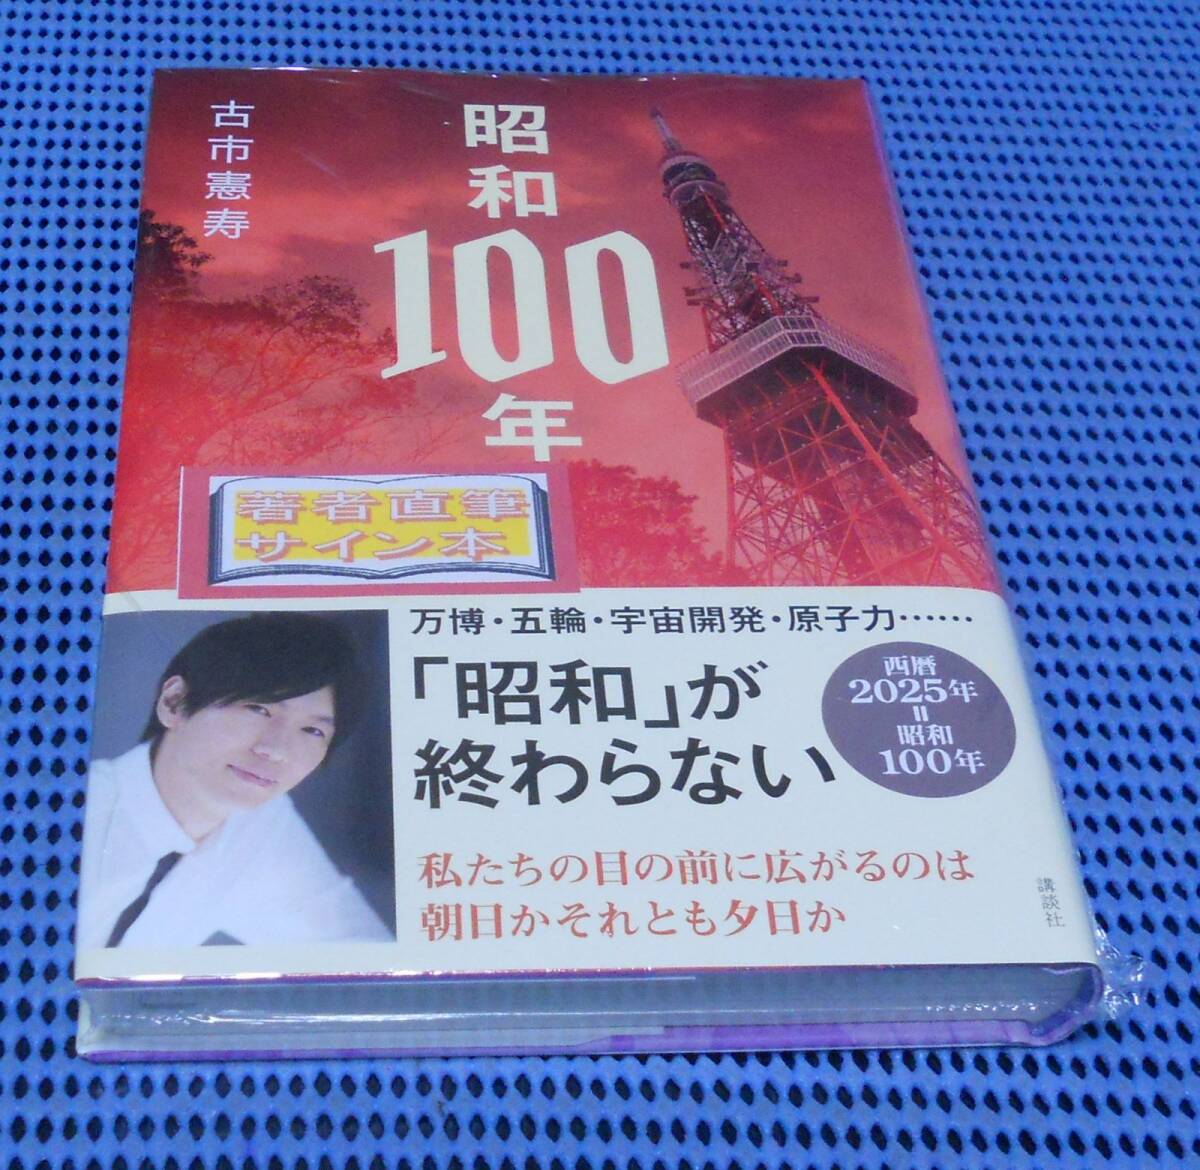 古市憲寿
昭和
100
年
著者直筆
サイン本
万博・五輪・宇宙開発・原子力……
「昭和」が
終わらない
西暦
2025年
＝
昭和
100年
私たちの目の前に広がるのは
朝日かそれとも夕日か
講談社